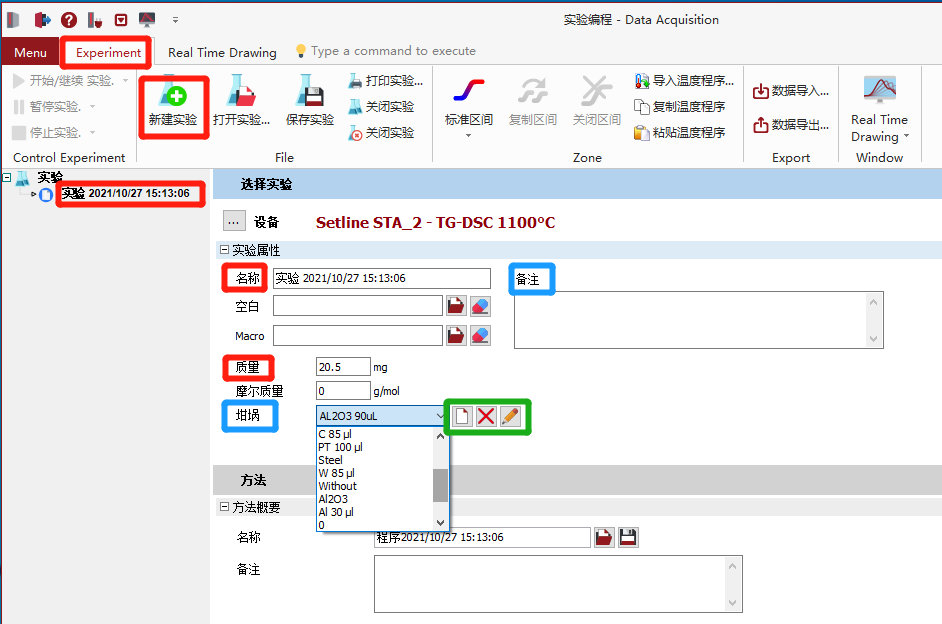 实验编程 - Data Acquisition
Menu
Experiment
Real Time Drawing
Type a command to execute
开始/继续 实验.
暂停实验.
停止实验.
Control Experiment
新建实验
打开实验...
保存实验
打印实验...
关闭实验
关闭实验
File
标准区间
复制区间
关闭区间
导入温度程序...
复制温度程序
粘贴温度程序
Zone
数据导入...
数据导出...
Export
Real Time
Drawing
Window
实验
实验 2021/10/27 15:13:06
选择实验
... 设备 Setline STA_2 - TG-DSC 1100°C
实验属性
名称 实验 2021/10/27 15:13:06
备注
空白
Macro
质量 20.5 mg
摩尔质量 0 g/mol
坩埚 AL2O3 90uL
C 85 µl
PT 100 µl
Steel
W 85 µl
Without
Al2O3
Al 30 µl
0
方法
方法概要
名称 程序2021/10/27 15:13:06
备注